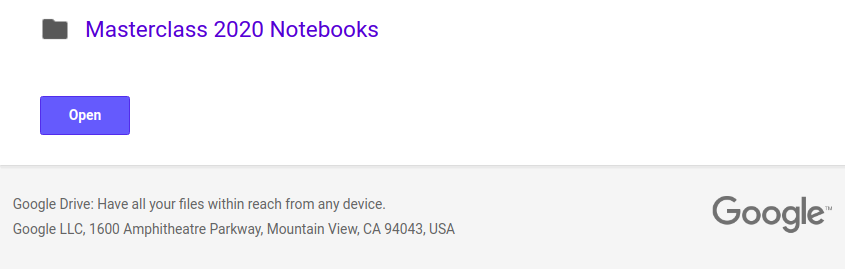 Masterclass 2020 Notebooks
Open
Google Drive: Have all your files within reach from any device.
Google LLC, 1600 Amphitheatre Parkway, Mountain View, CA 94043, USA
Google™